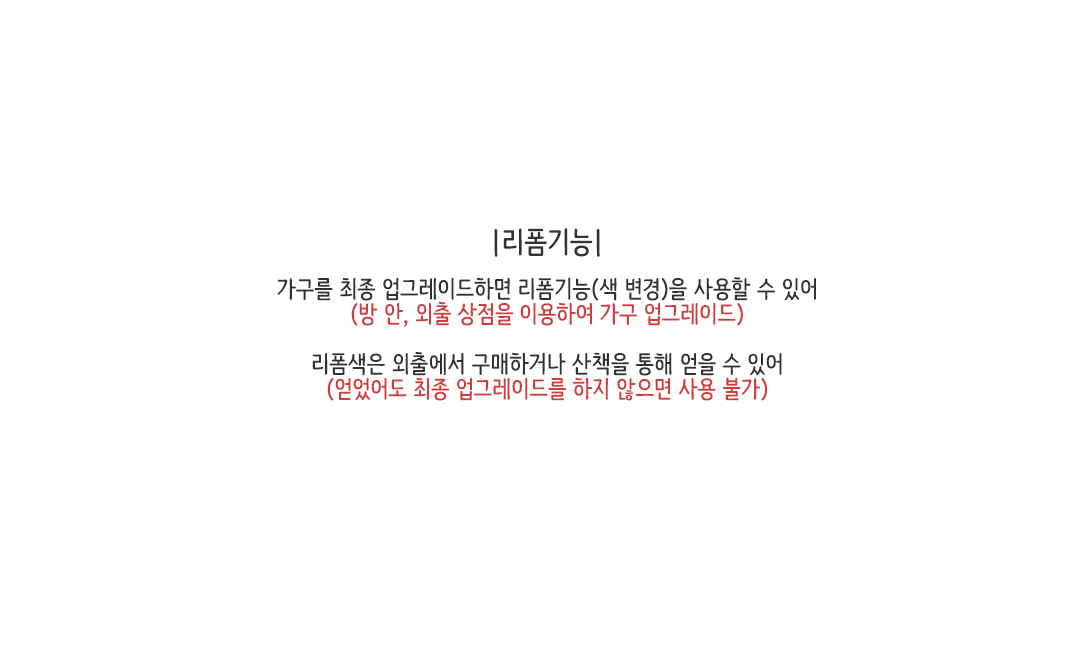 |리폼기능|
가구를 최종 업그레이드하면 리폼기능(색 변경)을 사용할 수 있어
(방 안, 외출 상점을 이용하여 가구 업그레이드)
리폼색은 외출에서 구매하거나 산책을 통해 얻을 수 있어
(얻었어도 최종 업그레이드를 하지 않으면 사용 불가)